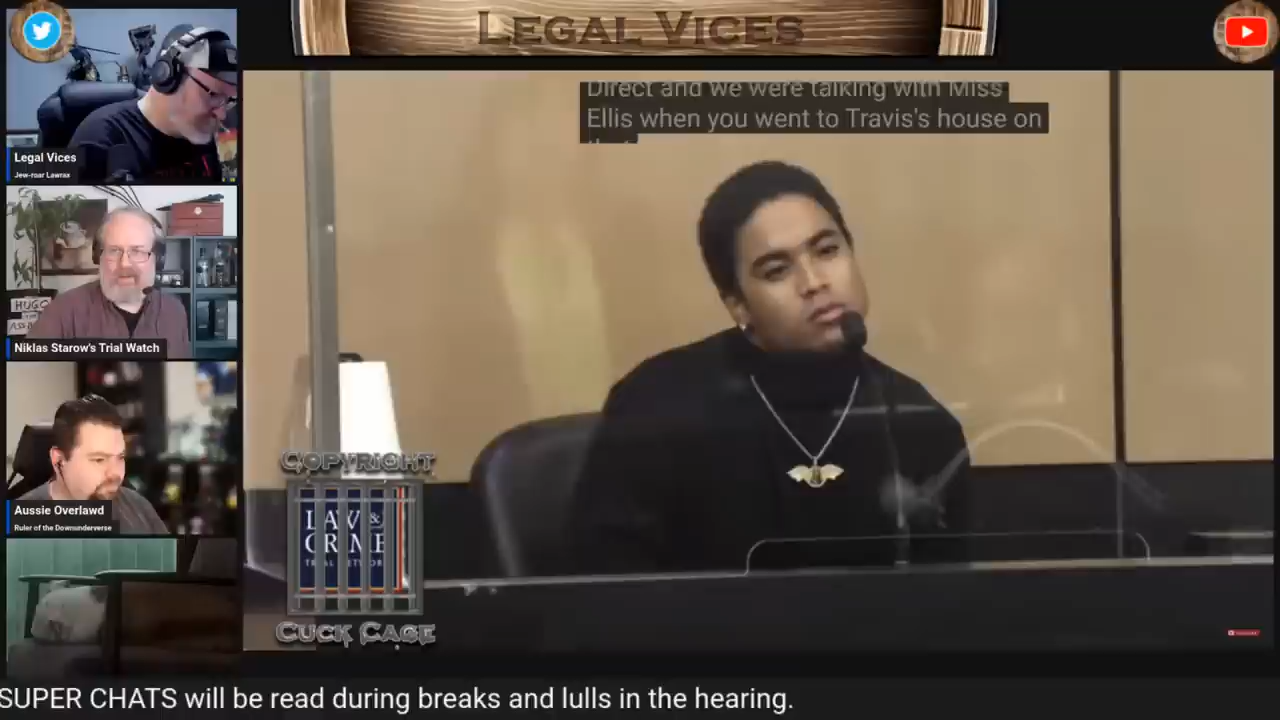 LEGAL VICES
Direct and we were talking with Miss
Ellis when you went to Travis's house on
Legal Vices
Jew-roar Lawrax
HUGO
Niklas Starow's Trial Watch
Aussie Overlawd
Ruler of the Downunderverse
COPYRIGHT
LAW &
CRIME
CUCK CAGE
SUPER CHATS will be read during breaks and lulls in the hearing.